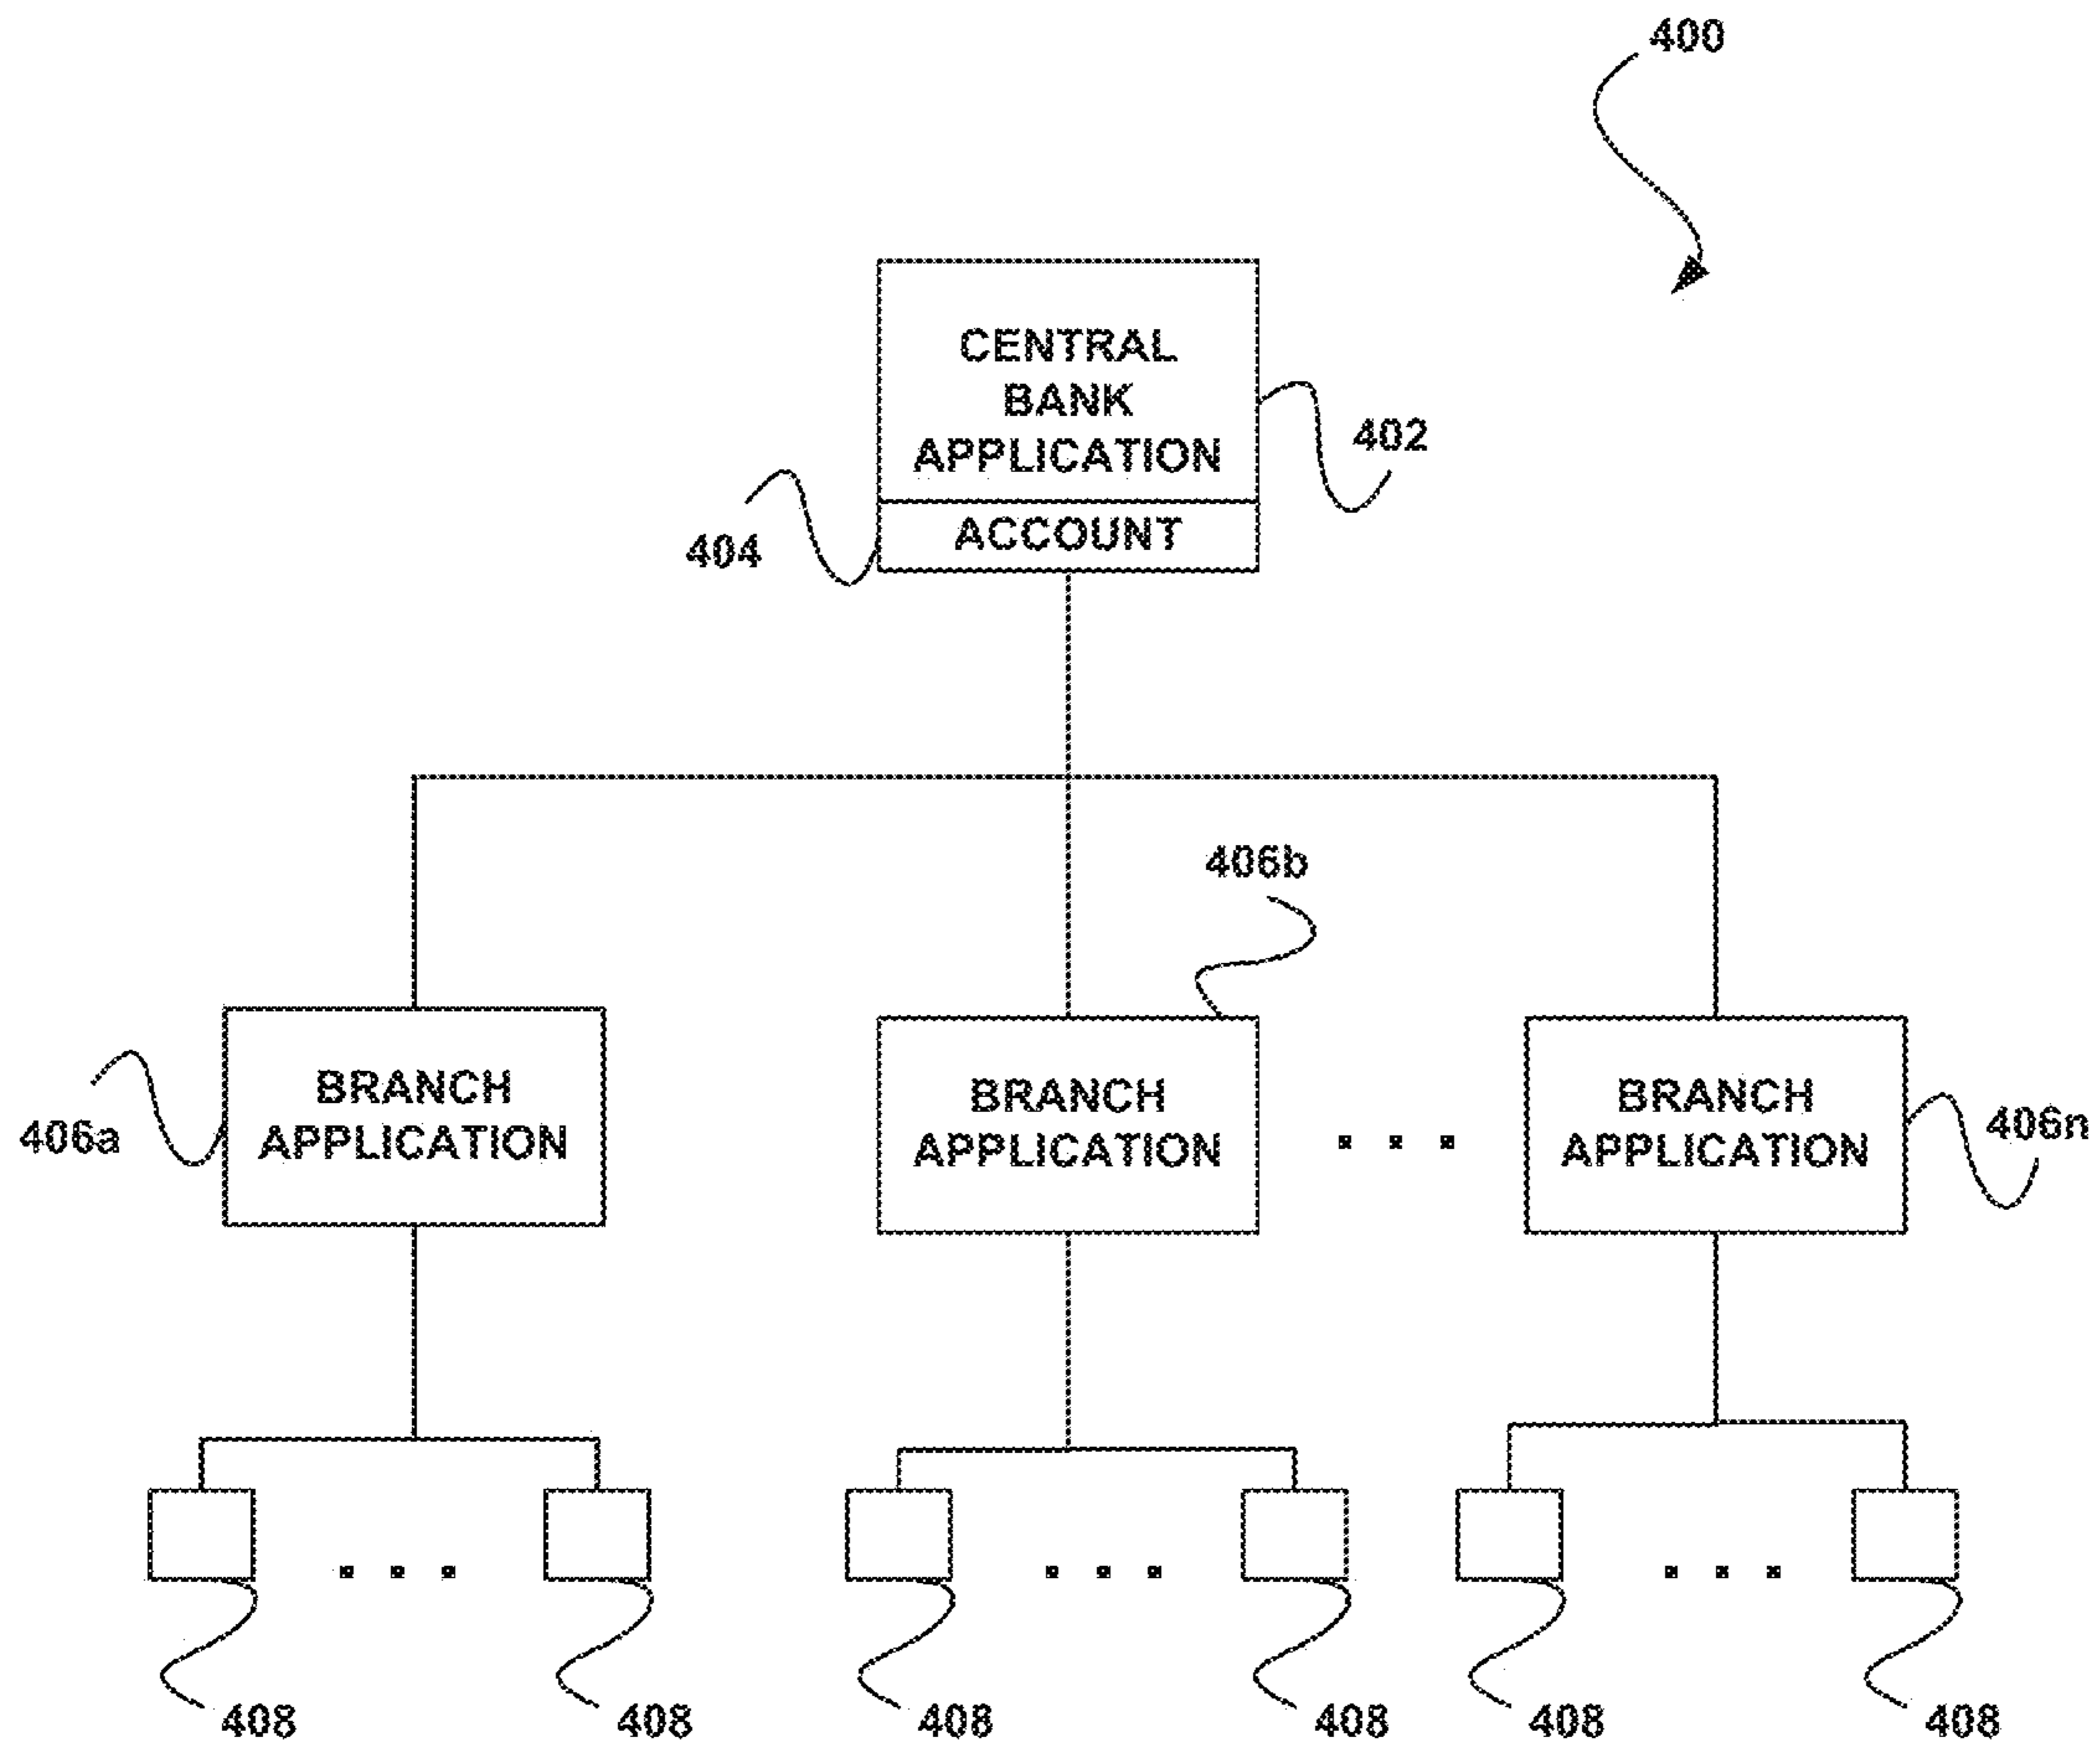 400
CENTRAL
BANK
APPLICATION
402
ACCOUNT
404
406b
BRANCH
APPLICATION
406a
BRANCH
APPLICATION
BRANCH
APPLICATION
406n
408
408
408
408
408
408